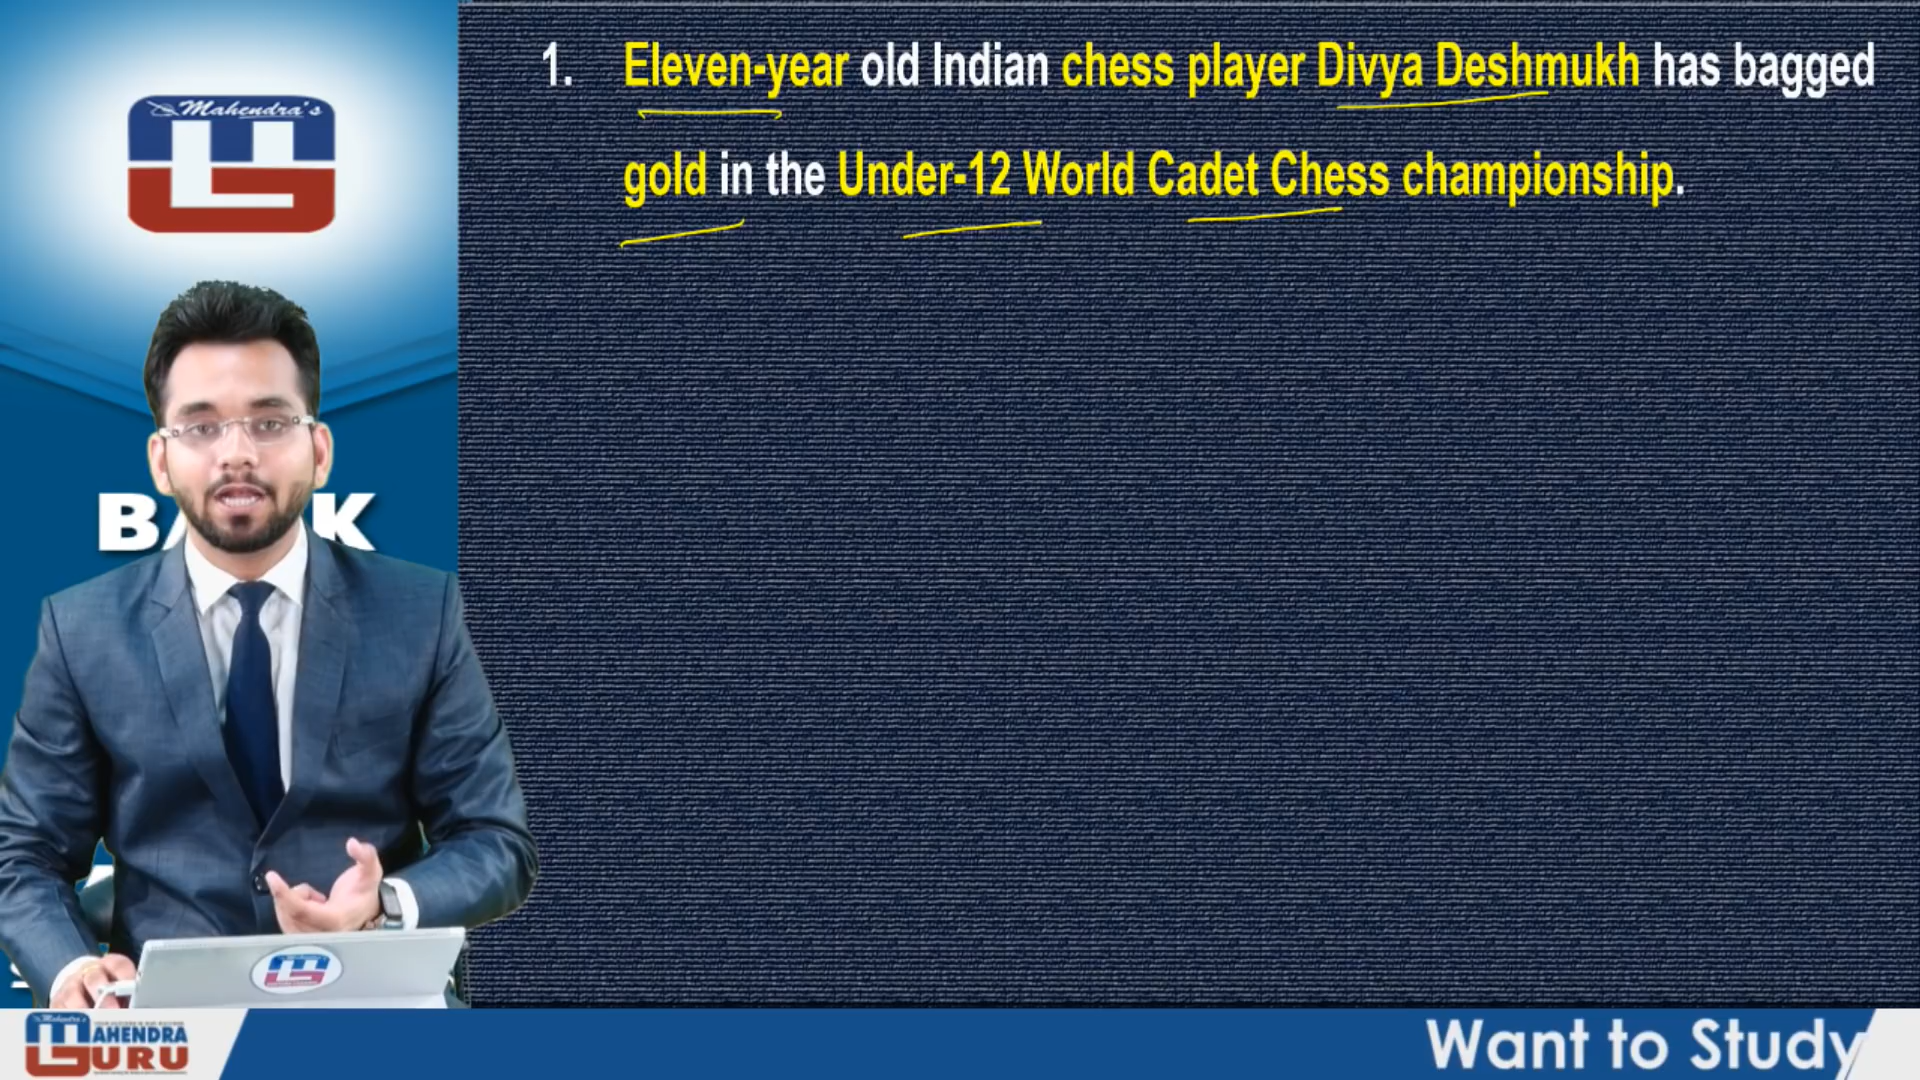 Mahendra's
1. Eleven-year old Indian chess player Divya Deshmukh has bagged
gold in the Under-12 World Cadet Chess championship.
Mahendra's
MAHENDRA
GURU
Want to Study